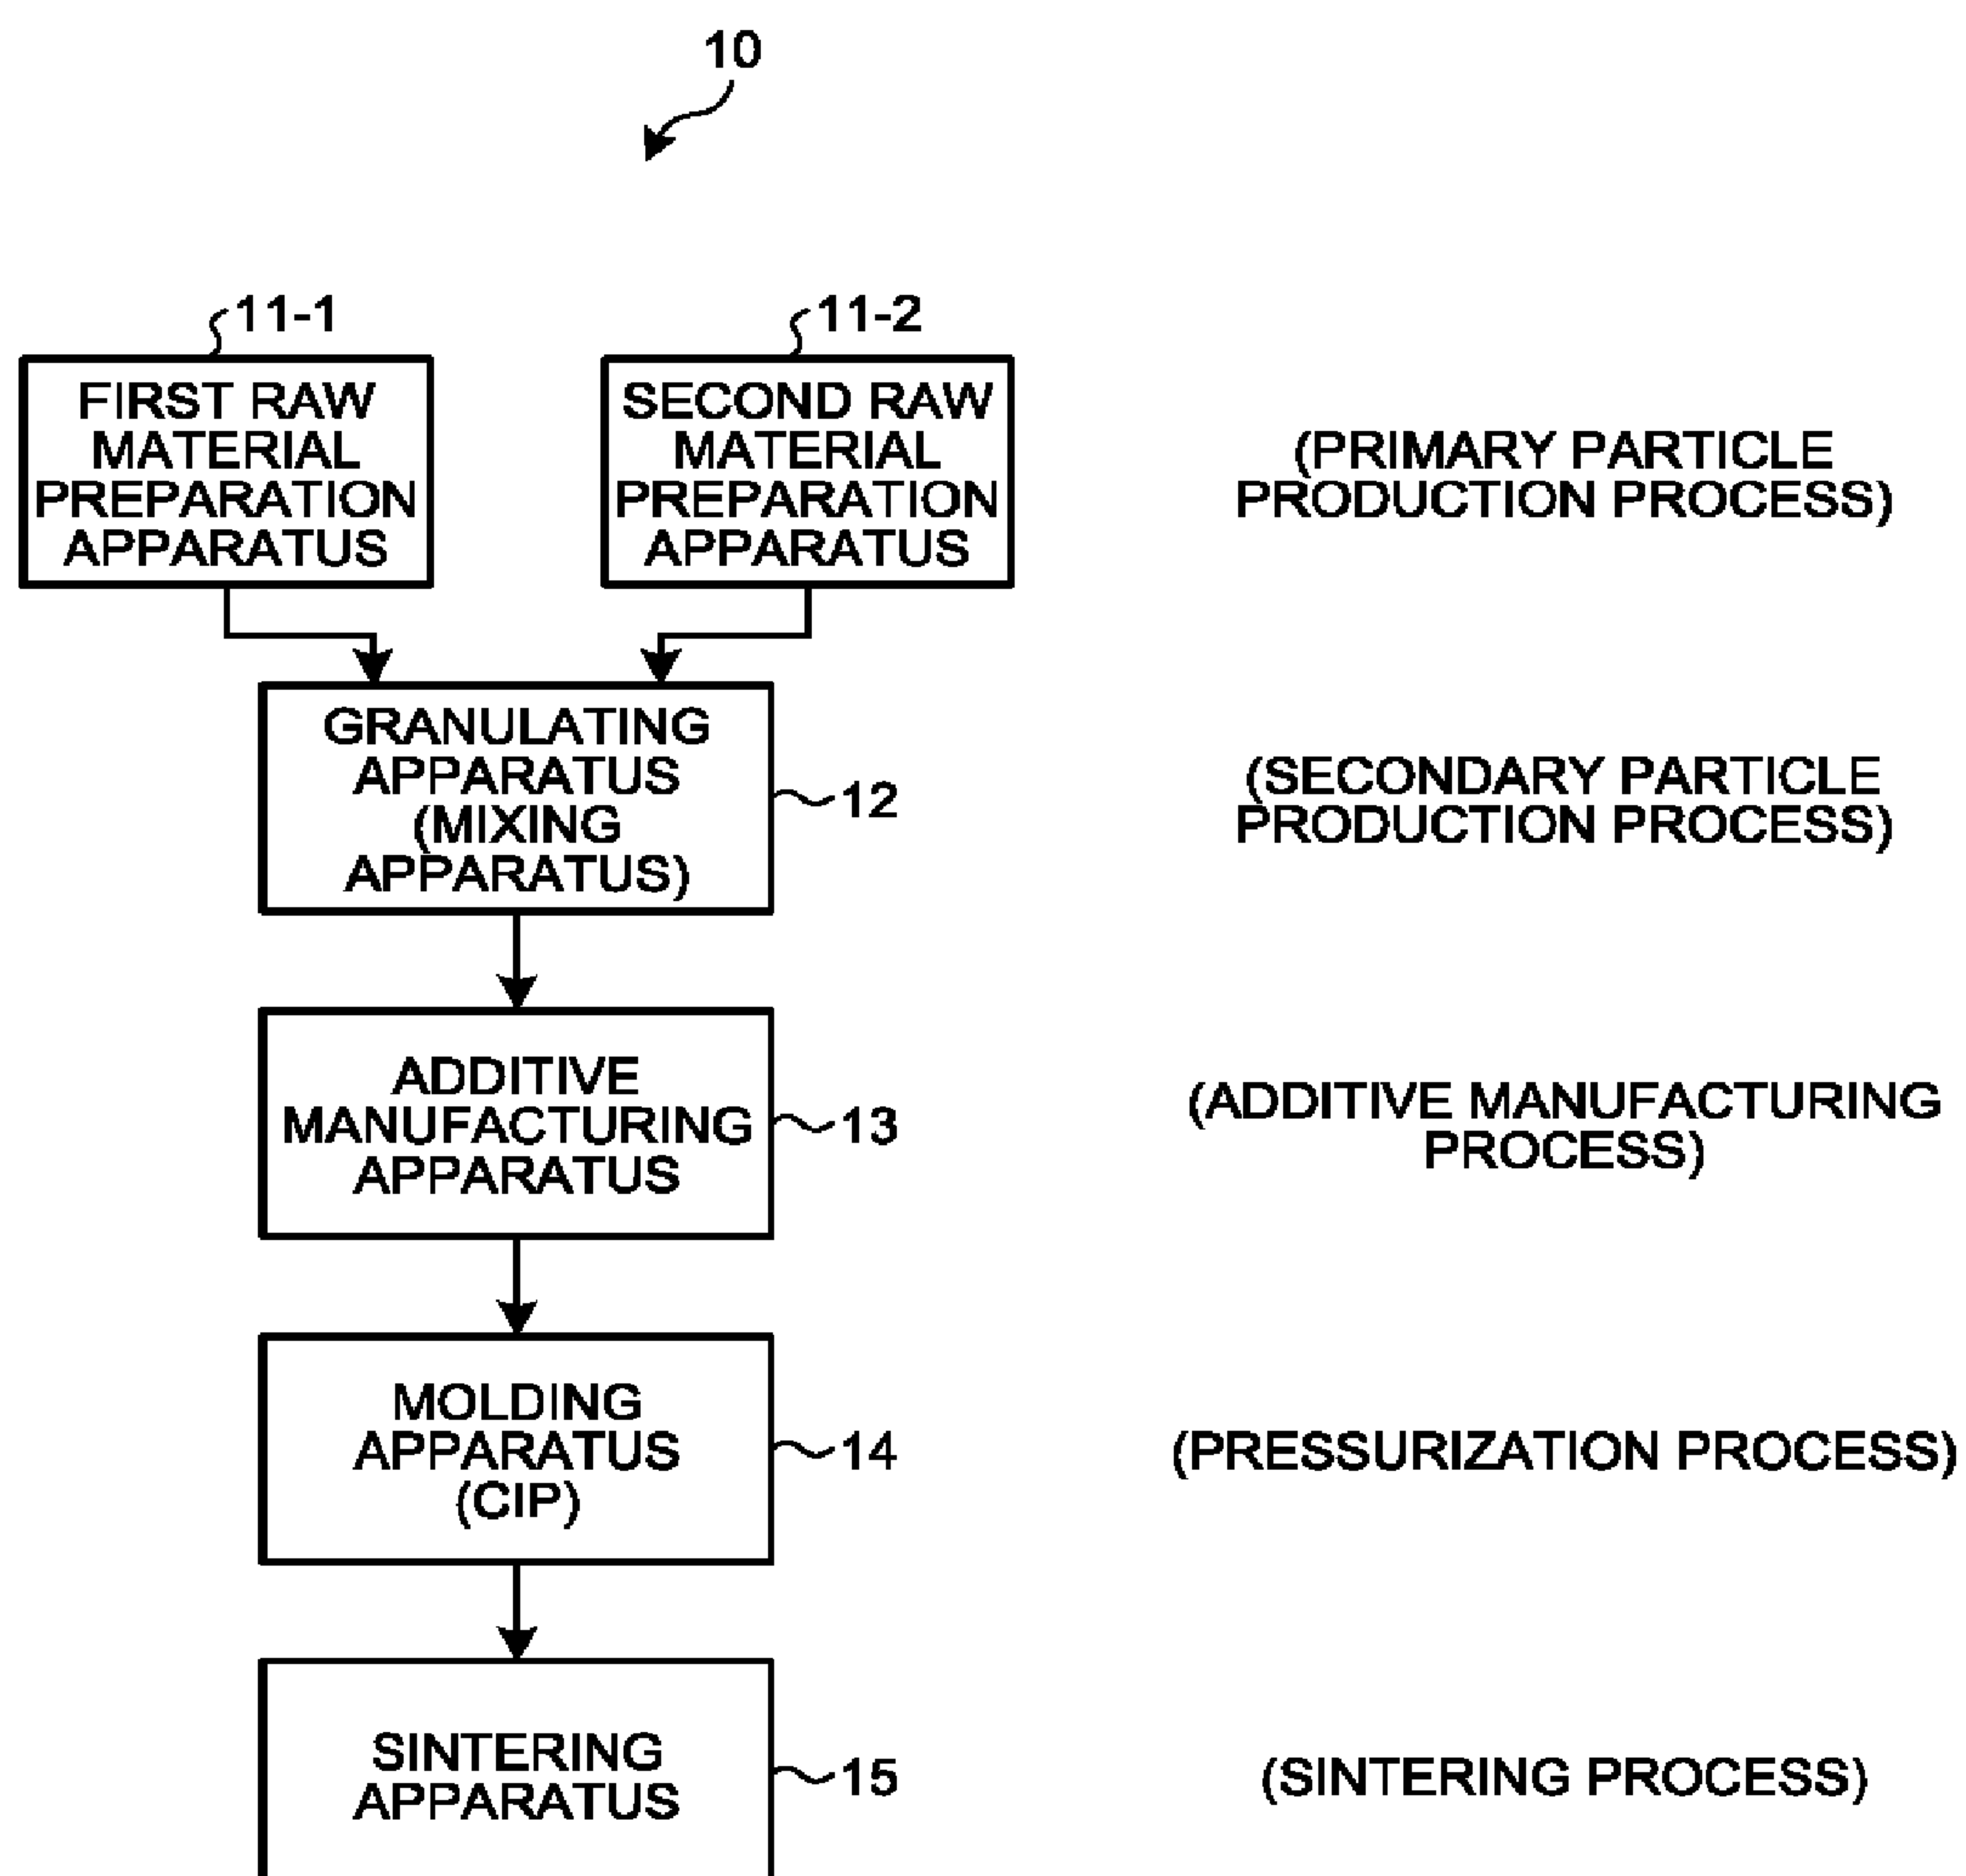 10
11-1
FIRST RAW
MATERIAL
PREPARATION
APPARATUS
11-2
SECOND RAW
MATERIAL
PREPARATION
APPARATUS
(PRIMARY PARTICLE
PRODUCTION PROCESS)
GRANULATING
APPARATUS
(MIXING
APPARATUS)
12
(SECONDARY PARTICLE
PRODUCTION PROCESS)
ADDITIVE
MANUFACTURING
APPARATUS
13
(ADDITIVE MANUFACTURING
PROCESS)
MOLDING
APPARATUS
(CIP)
14
(PRESSURIZATION PROCESS)
SINTERING
APPARATUS
15
(SINTERING PROCESS)